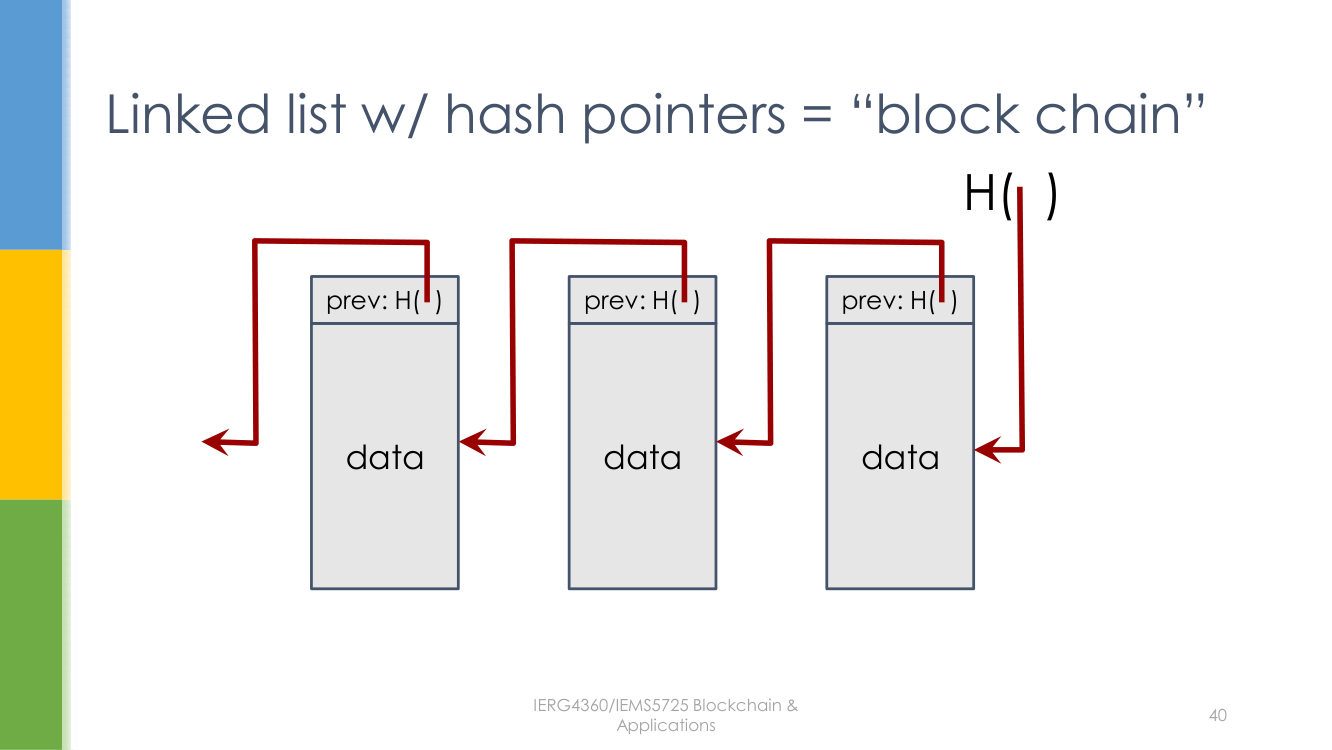 Linked list w/ hash pointers = “block chain”
H( )
prev: H( )
prev: H( )
prev: H( )
data
data
data
IERG4360/IEMS5725 Blockchain &
Applications
40